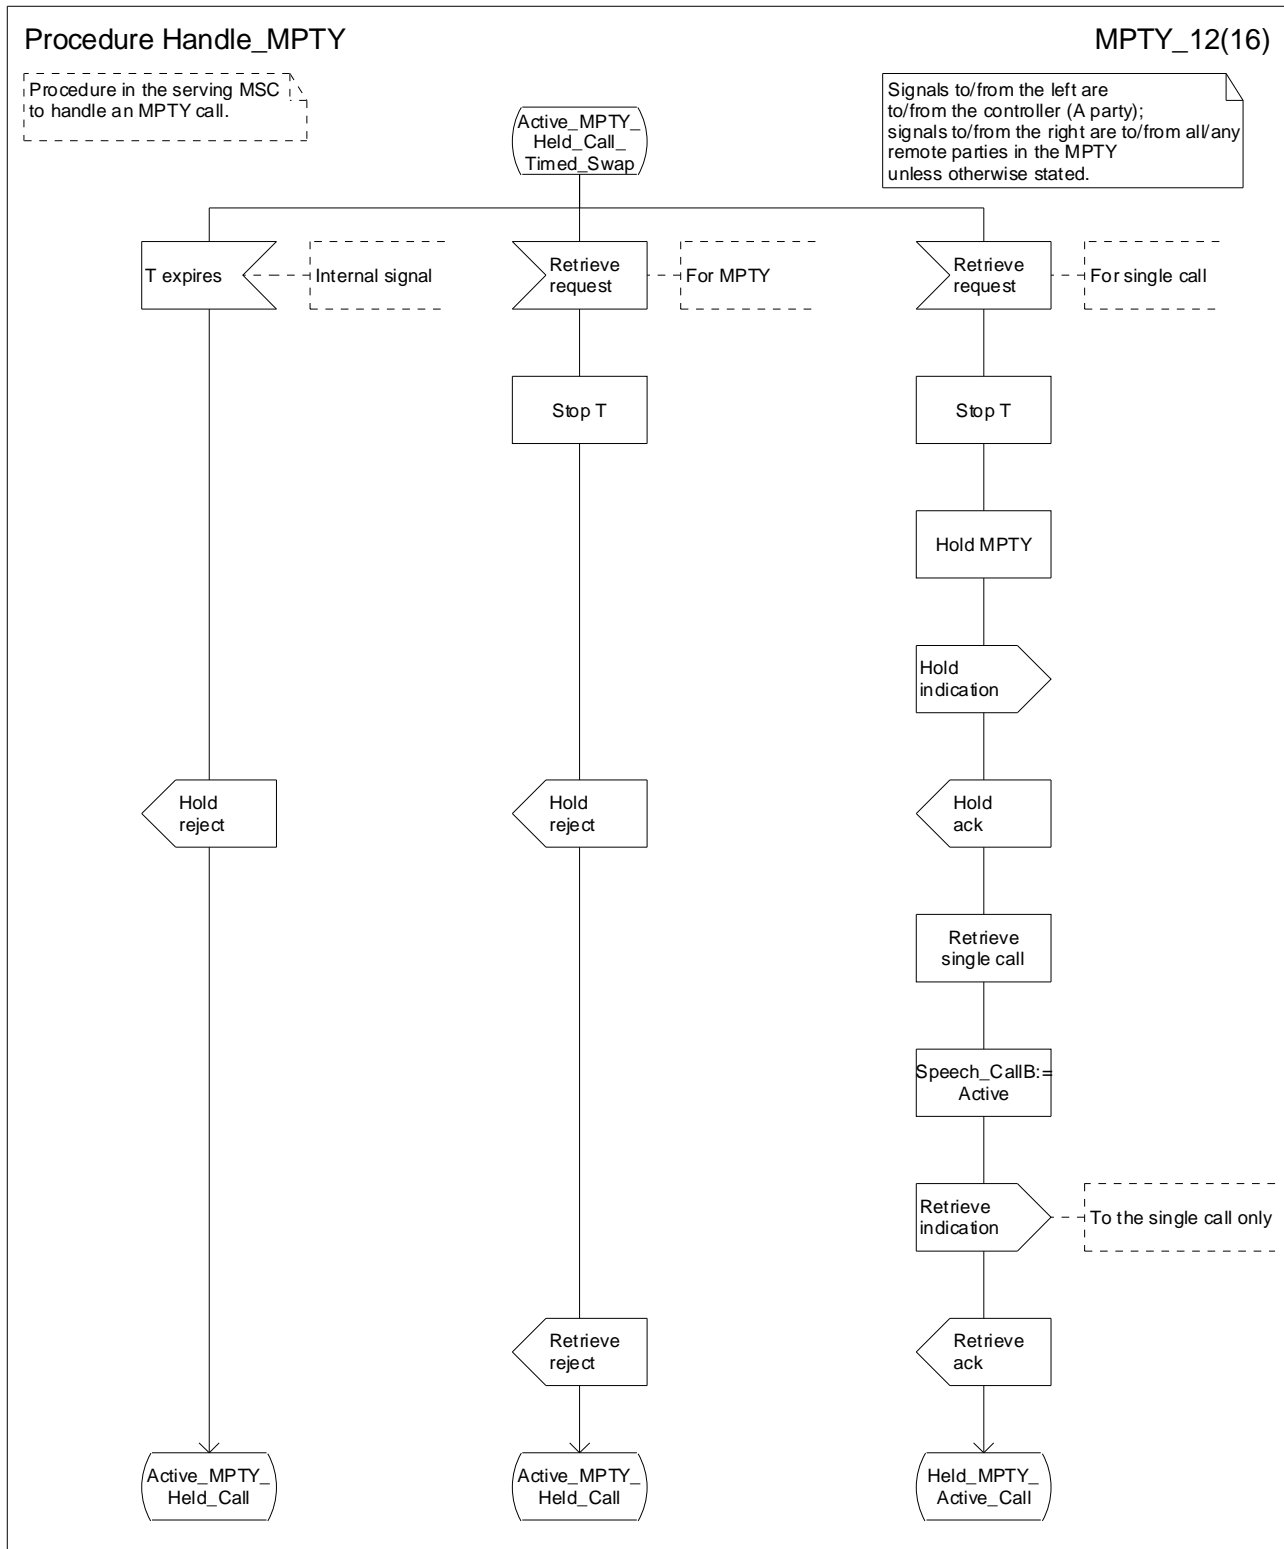 Procedure Handle_MPTY
MPTY_12(16)
Procedure in the serving MSC
to handle an MPTY call.
Signals to/from the left are
to/from the controller (A party);
signals to/from the right are to/from all/any
remote parties in the MPTY
unless otherwise stated.
Active_MPTY_
Held_Call_
Timed_Swap
T expires
Internal signal
Retrieve
request
For MPTY
Retrieve
request
For single call
Stop T
Stop T
Hold MPTY
Hold
indication
Hold
reject
Hold
reject
Hold
ack
Retrieve
single call
Speech_CallB:=
Active
Retrieve
indication
To the single call only
Retrieve
reject
Retrieve
ack
Active_MPTY_
Held_Call
Active_MPTY_
Held_Call
Held_MPTY_
Active_Call